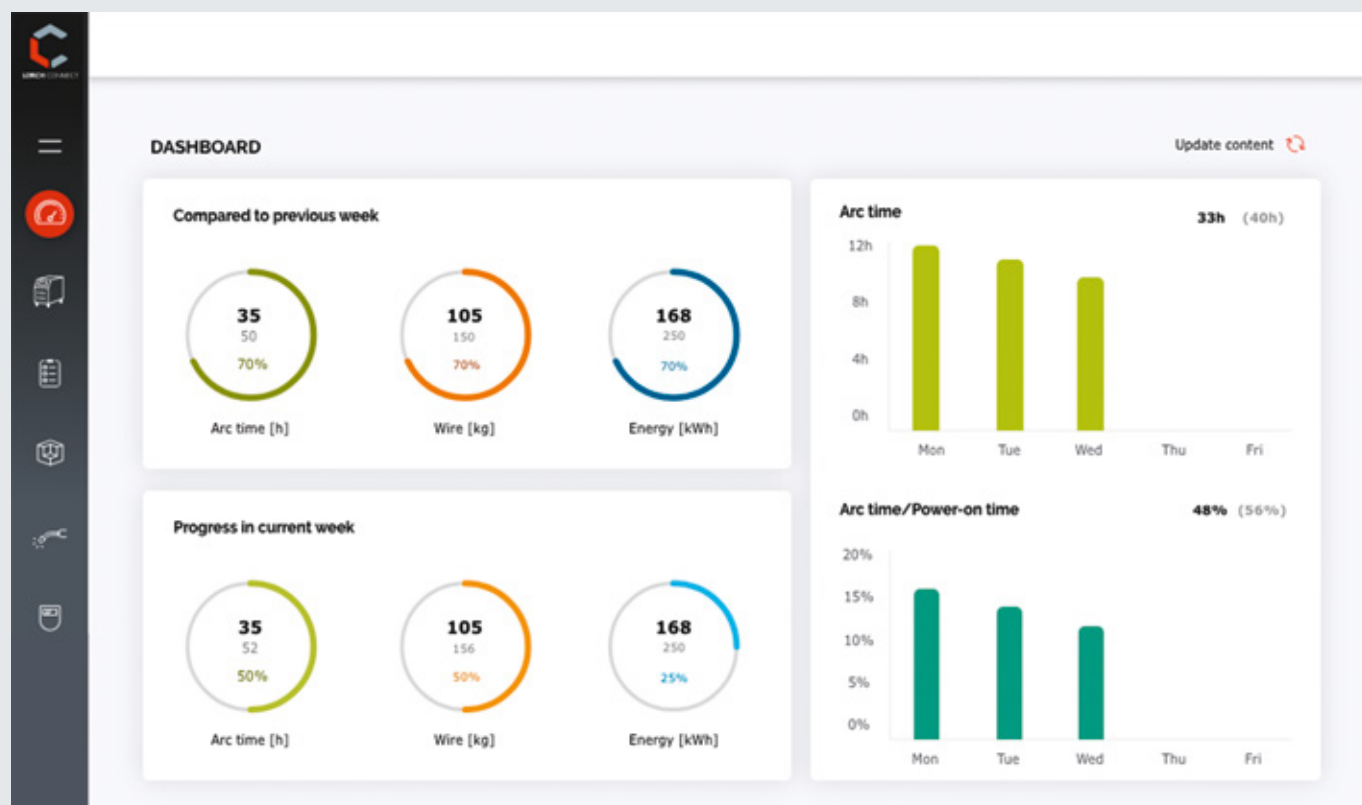 LORCH CONNECT
DASHBOARD
Update content
Compared to previous week
35
50
70%
Arc time [h]
105
150
70%
Wire [kg]
168
250
70%
Energy [kWh]
Progress in current week
35
52
50%
Arc time [h]
105
156
50%
Wire [kg]
168
250
25%
Energy [kWh]
Arc time
33h (40h)
12h
8h
4h
0h
Mon Tue Wed Thu Fri
Arc time/Power-on time
48% (56%)
20%
15%
10%
5%
0%
Mon Tue Wed Thu Fri